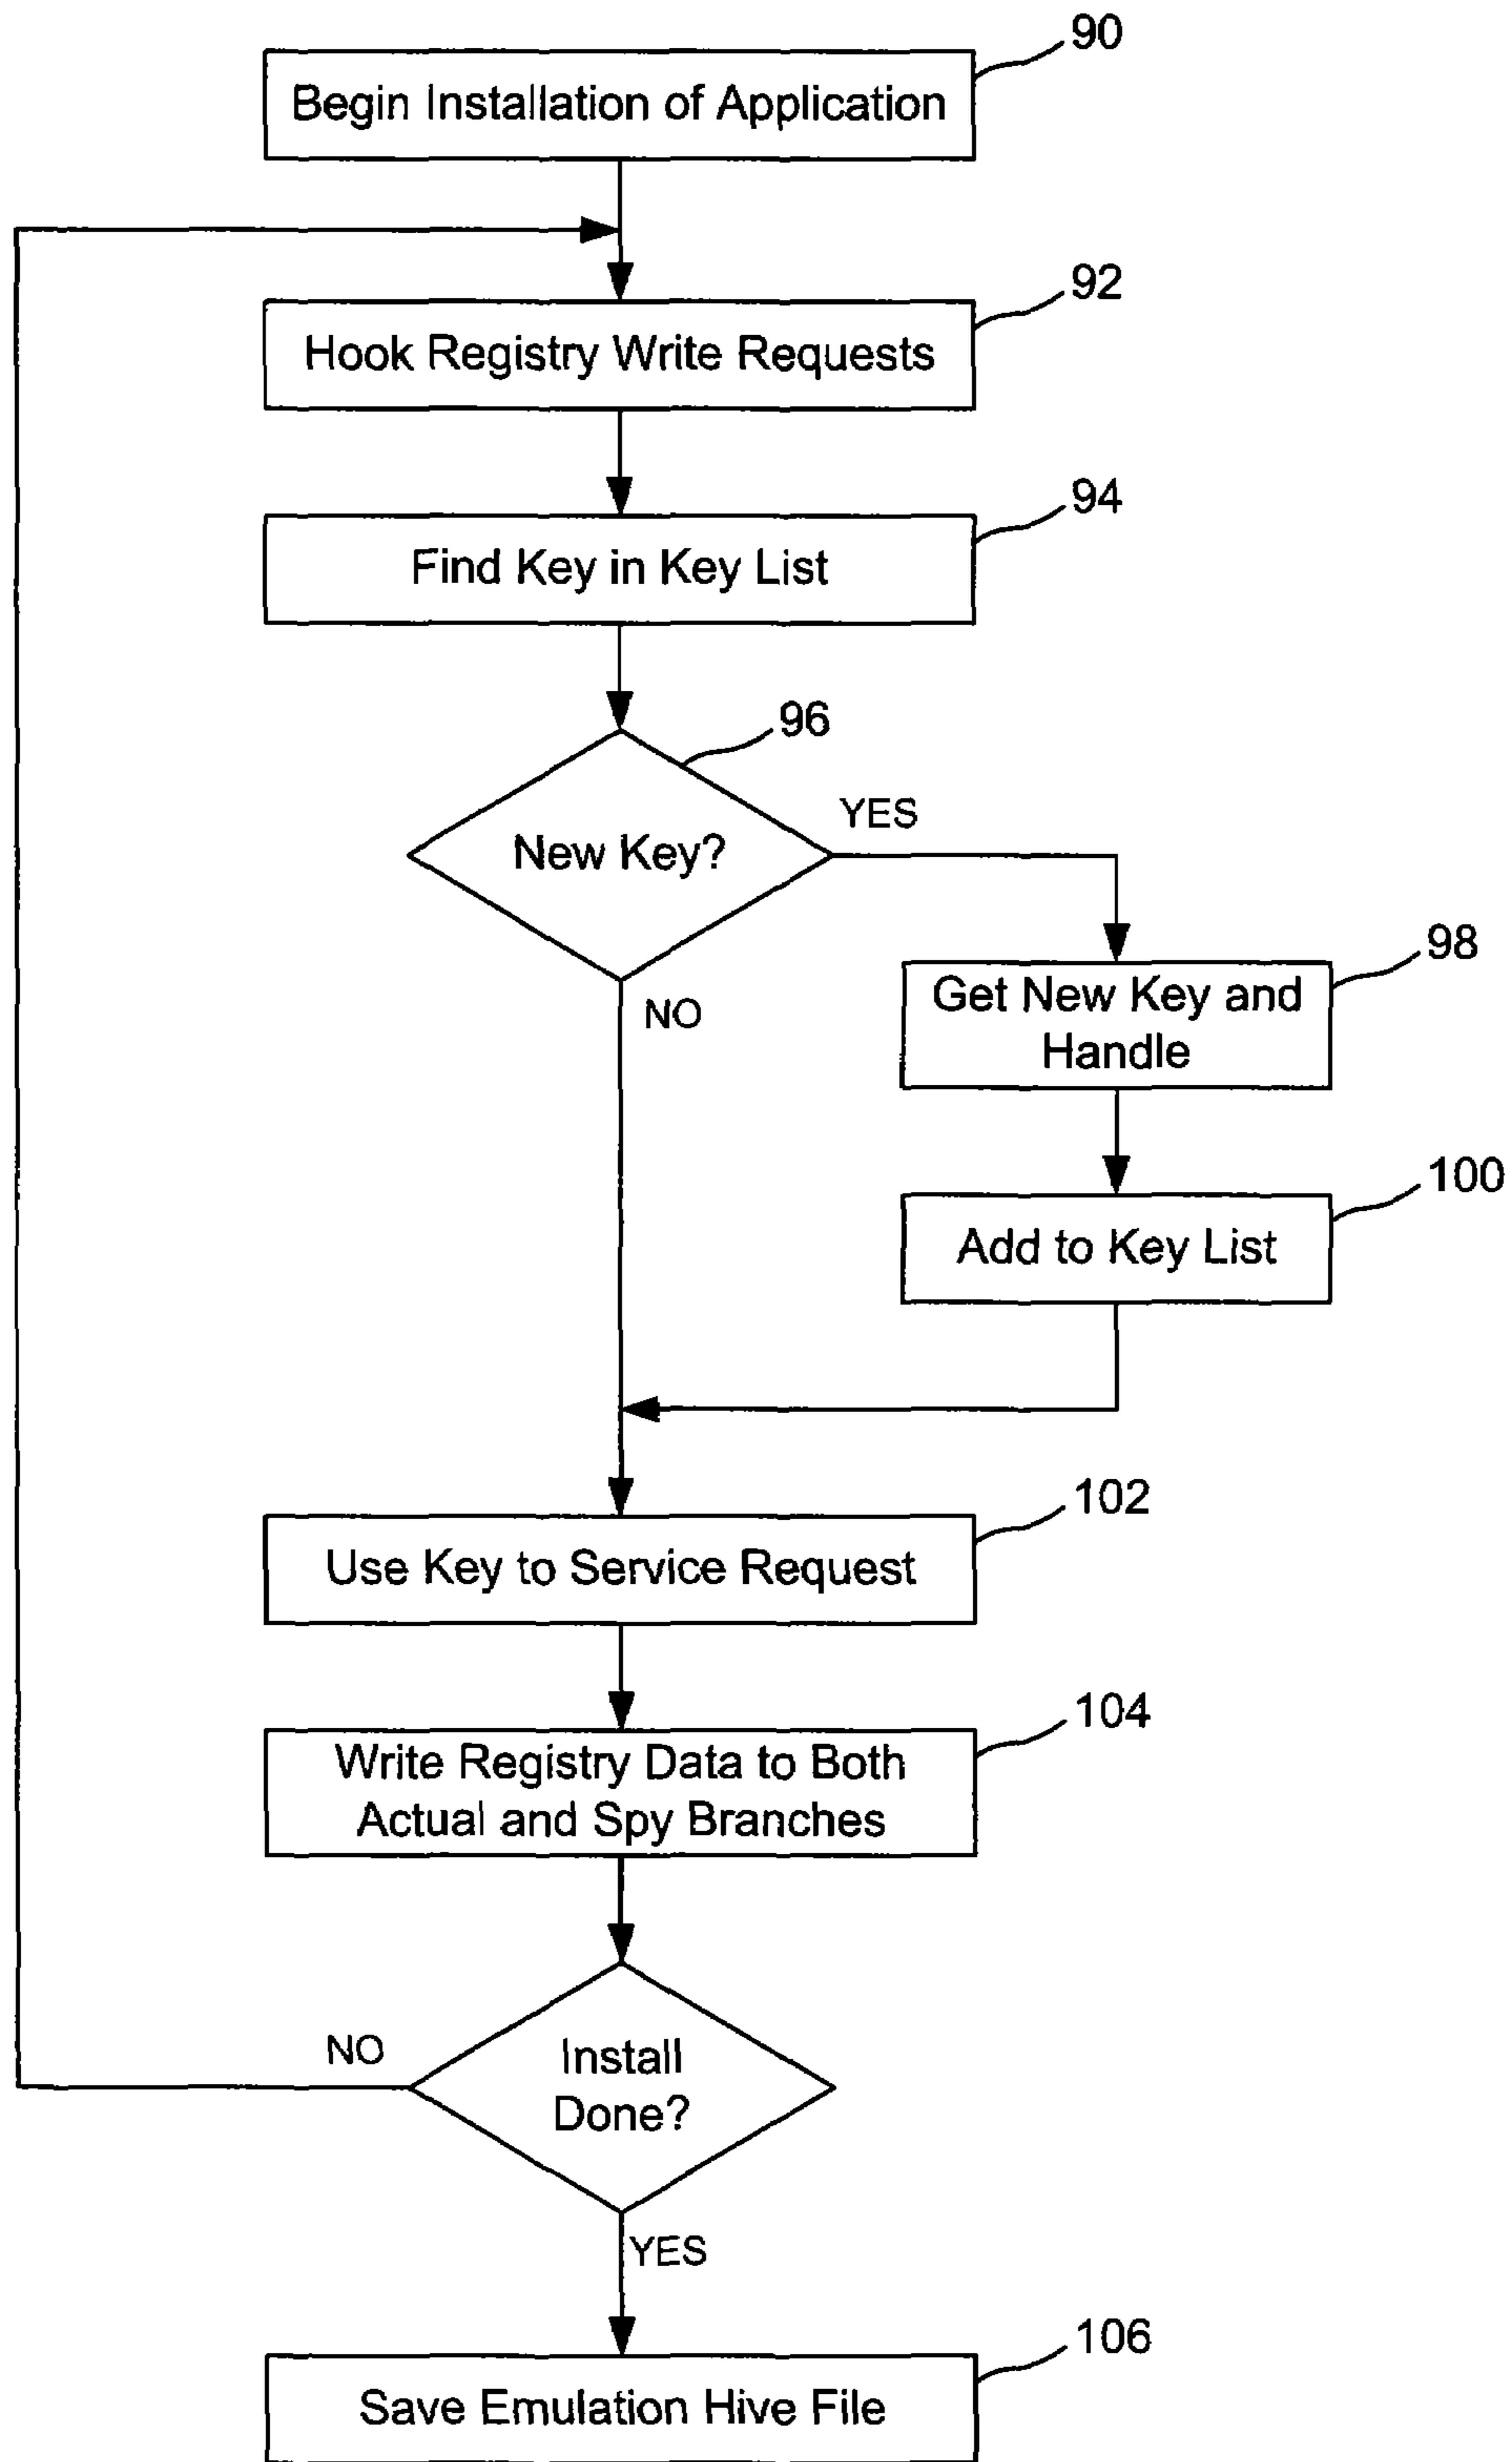 90
Begin Installation of Application
92
Hook Registry Write Requests
94
Find Key in Key List
96
YES
New Key?
98
Get New Key and
Handle
NO
100
Add to Key List
102
Use Key to Service Request
104
Write Registry Data to Both
Actual and Spy Branches
NO
Install
Done?
YES
106
Save Emulation Hive File